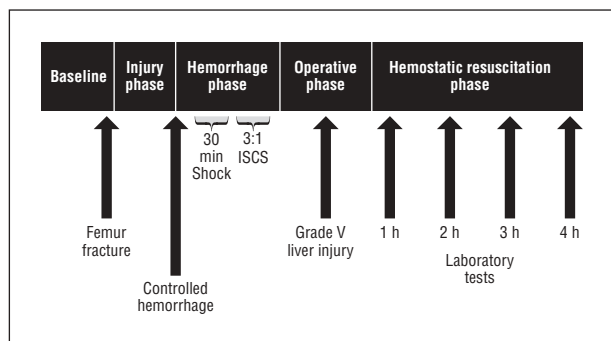 Baseline
Injury
phase
Hemorrhage
phase
Operative
phase
Hemostatic resuscitation
phase
30
min
Shock
3:1
ISCS
Femur
fracture
Controlled
hemorrhage
Grade V
liver injury
1 h
2 h
3 h
4 h
Laboratory
tests